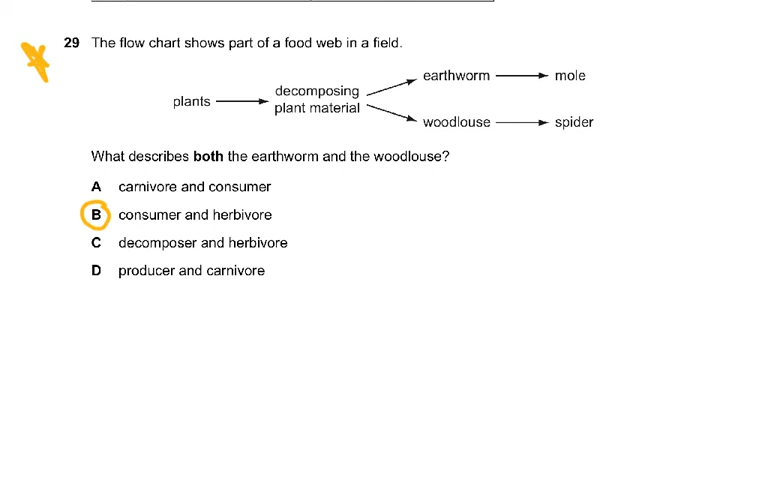 29 The flow chart shows part of a food web in a field.
earthworm mole
decomposing
plants
plant material
woodlouse spider
What describes both the earthworm and the woodlouse?
A carnivore and consumer
B consumer and herbivore
C decomposer and herbivore
D producer and carnivore